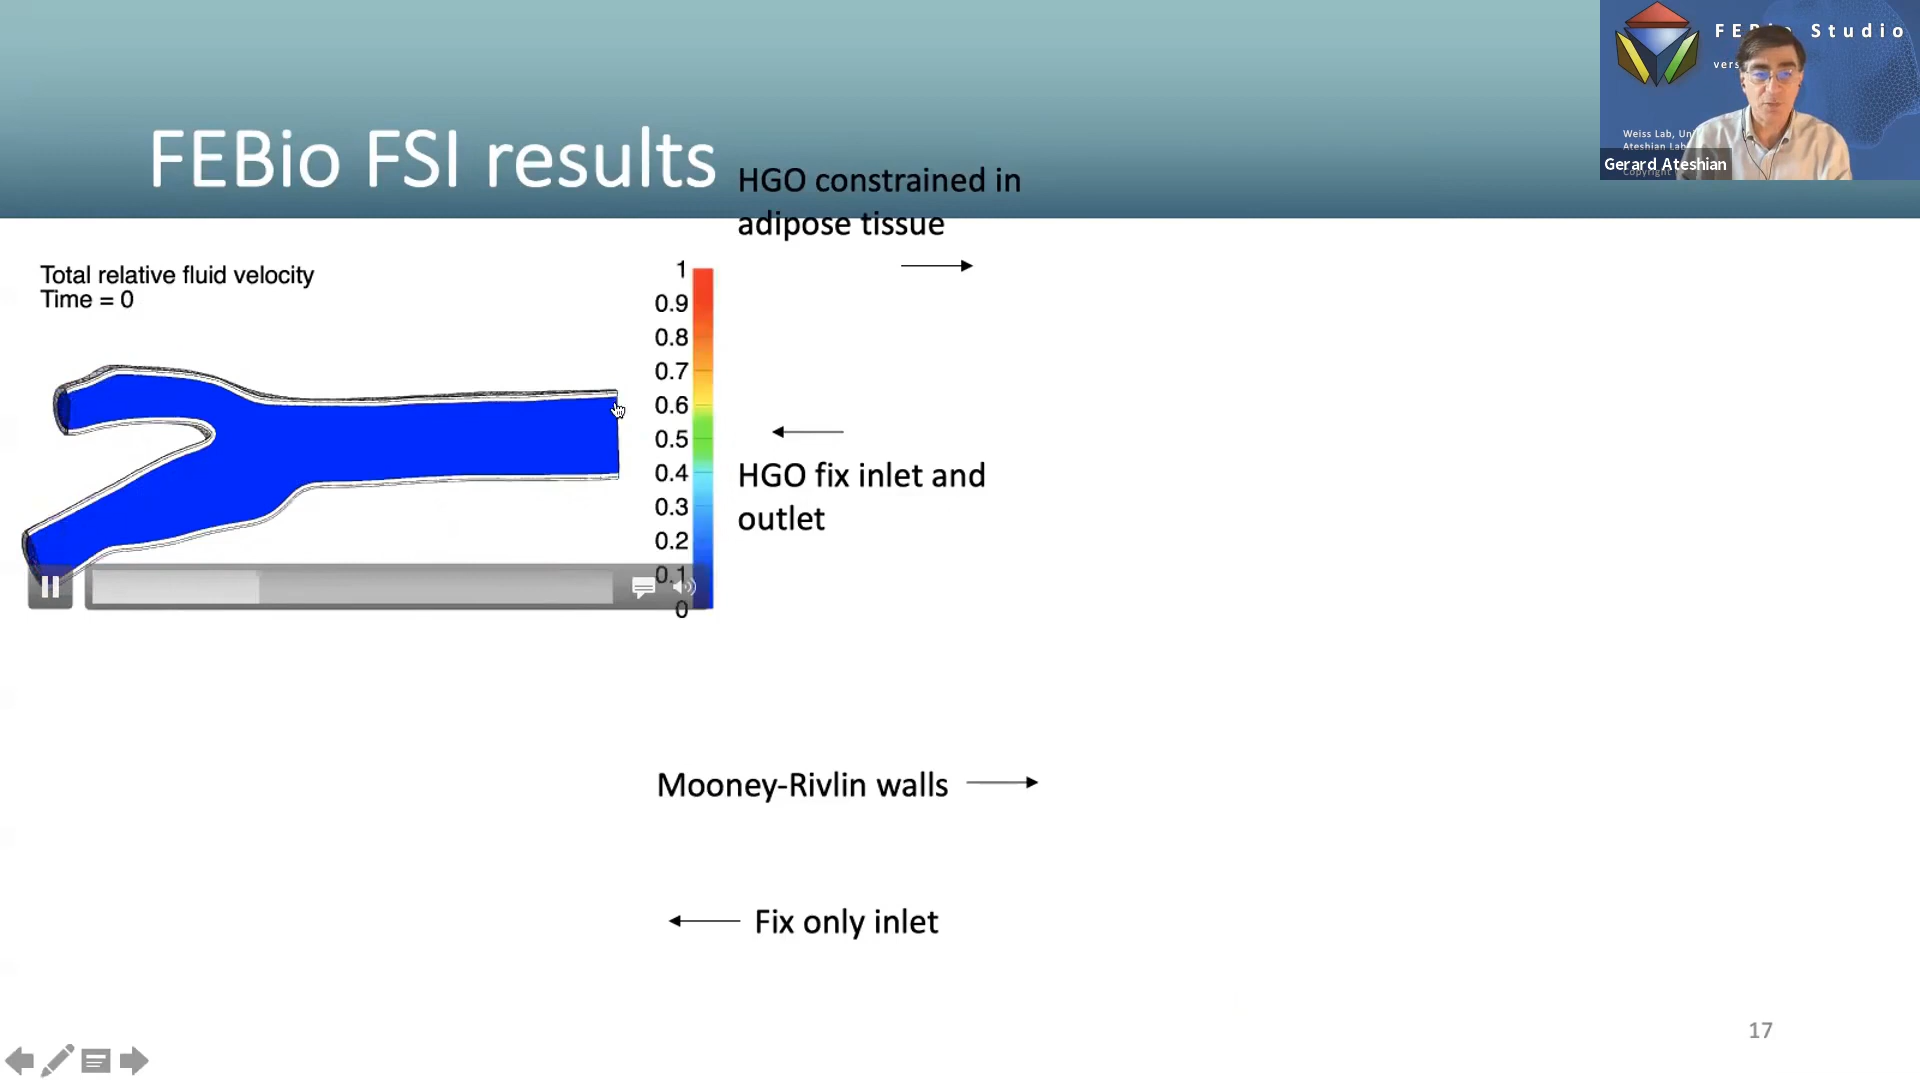 FEBio FSI results
HGO constrained in
adipose tissue
Total relative fluid velocity
Time = 0
1
0.9
0.8
0.7
0.6
0.5
0.4
0.3
0.2
0.1
0
HGO fix inlet and
outlet
Mooney-Rivlin walls
Fix only inlet
17
Studio
Weiss Lab,
Ateshian Lab
Gerard Ateshian
Copyright